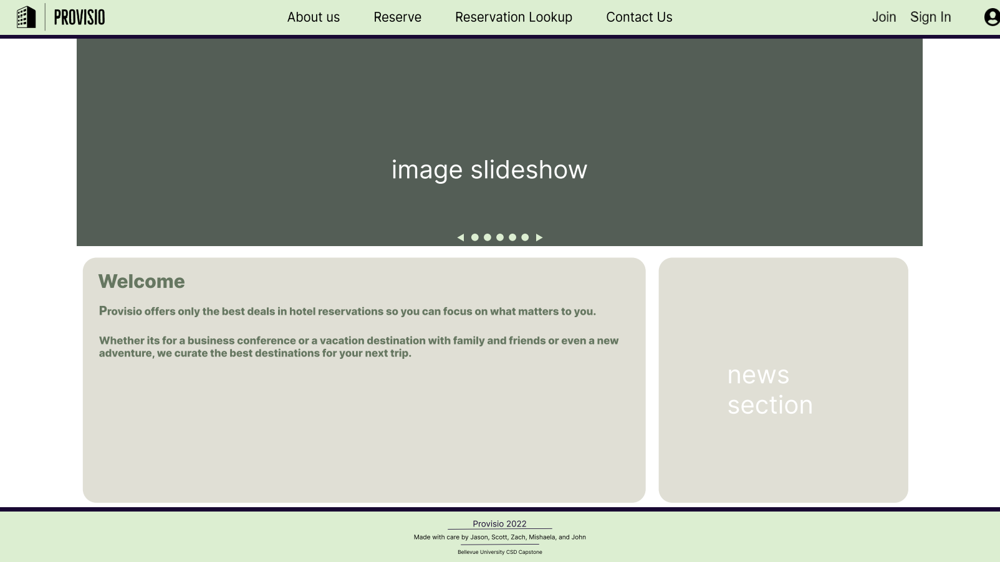 PROVISIO
About us
Reserve
Reservation Lookup
Contact Us
Join
Sign In
image slideshow
Welcome
Provisio offers only the best deals in hotel reservations so you can focus on what matters to you.
Whether its for a business conference or a vacation destination with family and friends or even a new
adventure, we curate the best destinations for your next trip.
news
section
Provisio 2022
Made with care by Jason, Scott, Zach, Mishaela, and John
Bellevue University CSD Capstone